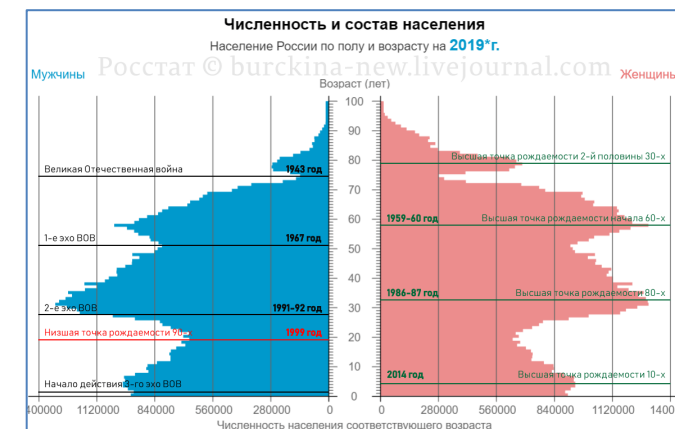 Численность и состав населения
Население России по полу и возрасту на 2019*г.
Росстат © burckina-new.livejournal.com
Мужчины
Женщины
Возраст (лет)
100
90
80
70
60
50
40
30
20
10
0
Великая Отечественная война 1943 год
1-е эхо ВОВ 1967 год
2-е эхо ВОВ 1991-92 год
Низшая точка рождаемости 90-х 1999 год
Начало действия 3-го эхо ВОВ
Высшая точка рождаемости 2-й половины 30-х
1959-60 год Высшая точка рождаемости начала 60-х
1986-87 год Высшая точка рождаемости 80-х
2014 год Высшая точка рождаемости 10-х
400000 1120000 840000 560000 280000 0 0 280000 560000 840000 1120000 1400
Численность населения соответствующего возраста